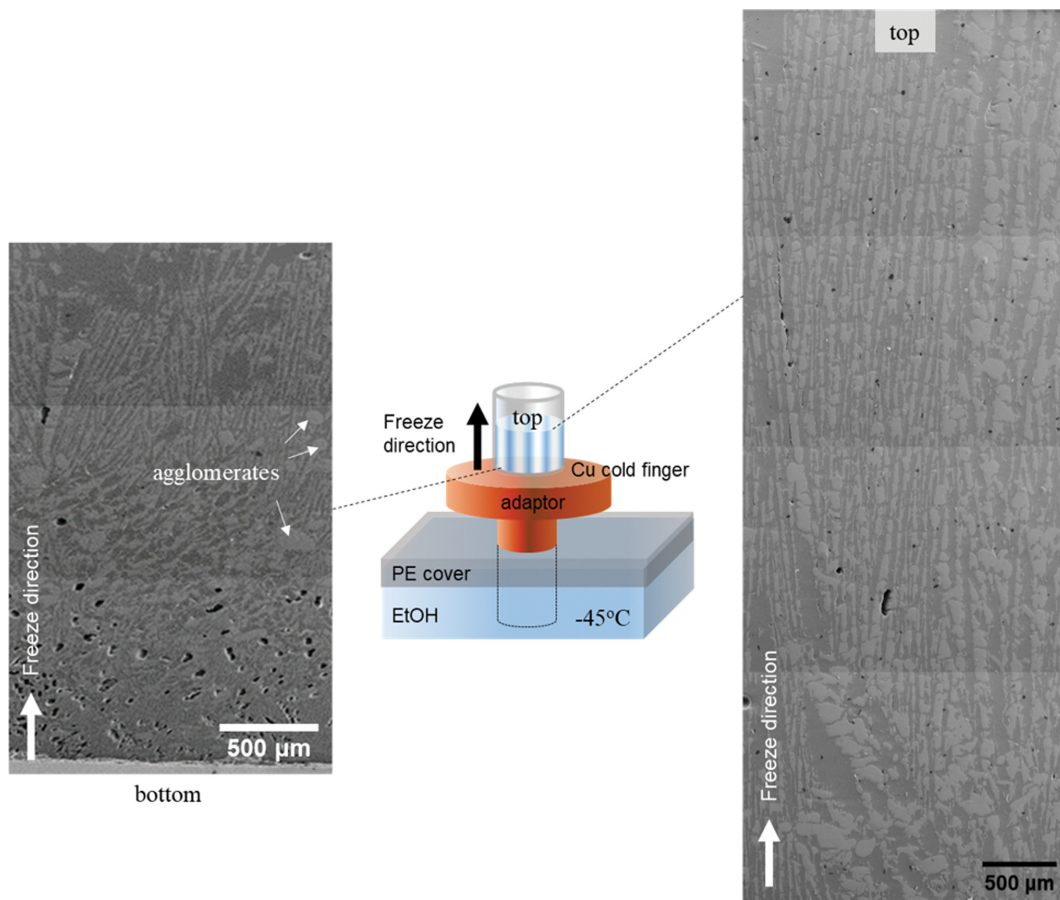 top
agglomerates
Freeze direction
500 µm
bottom
Freeze
direction
top
Cu cold finger
adaptor
PE cover
EtOH
-45°C
Freeze direction
500 µm